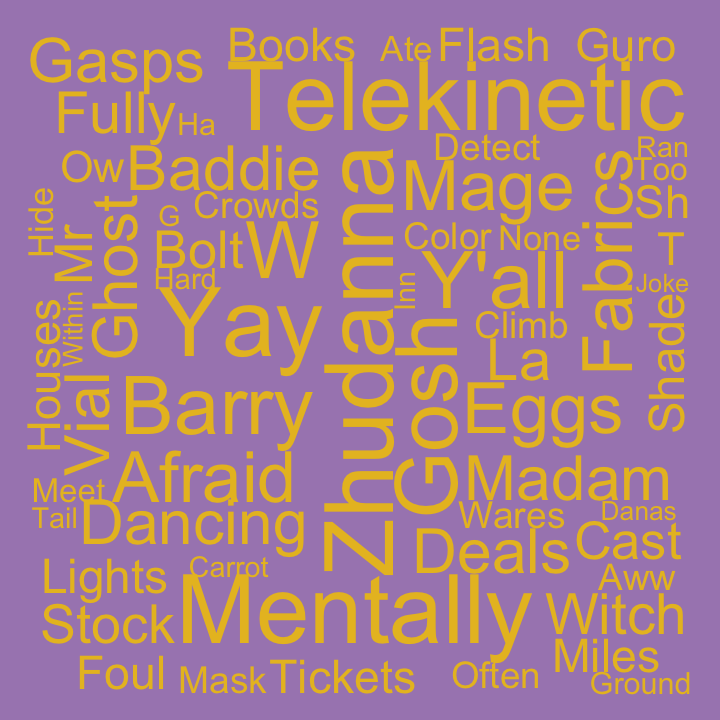 Books Ate Flash Guro
Gasps
Telekinetic
Fully Ha
Detect Ran
Ow Baddie Too
Mage
Sh
Crowds
G
Hide
Mr
Ghost
Bolt W
Color None T
Fabrics
Hard
Inn
Y'all
Joke
Yay
Zhudanna
Within
Climb
Houses
Gosh
La
Shade
Vial
Barry
Eggs
Afraid
Madam
Meet
Tail
Dancing
Wares Danas
Deals Cast
Carrot
Lights
Aww
Mentally
Stock
Witch
Miles
Foul Mask Tickets Often
Ground